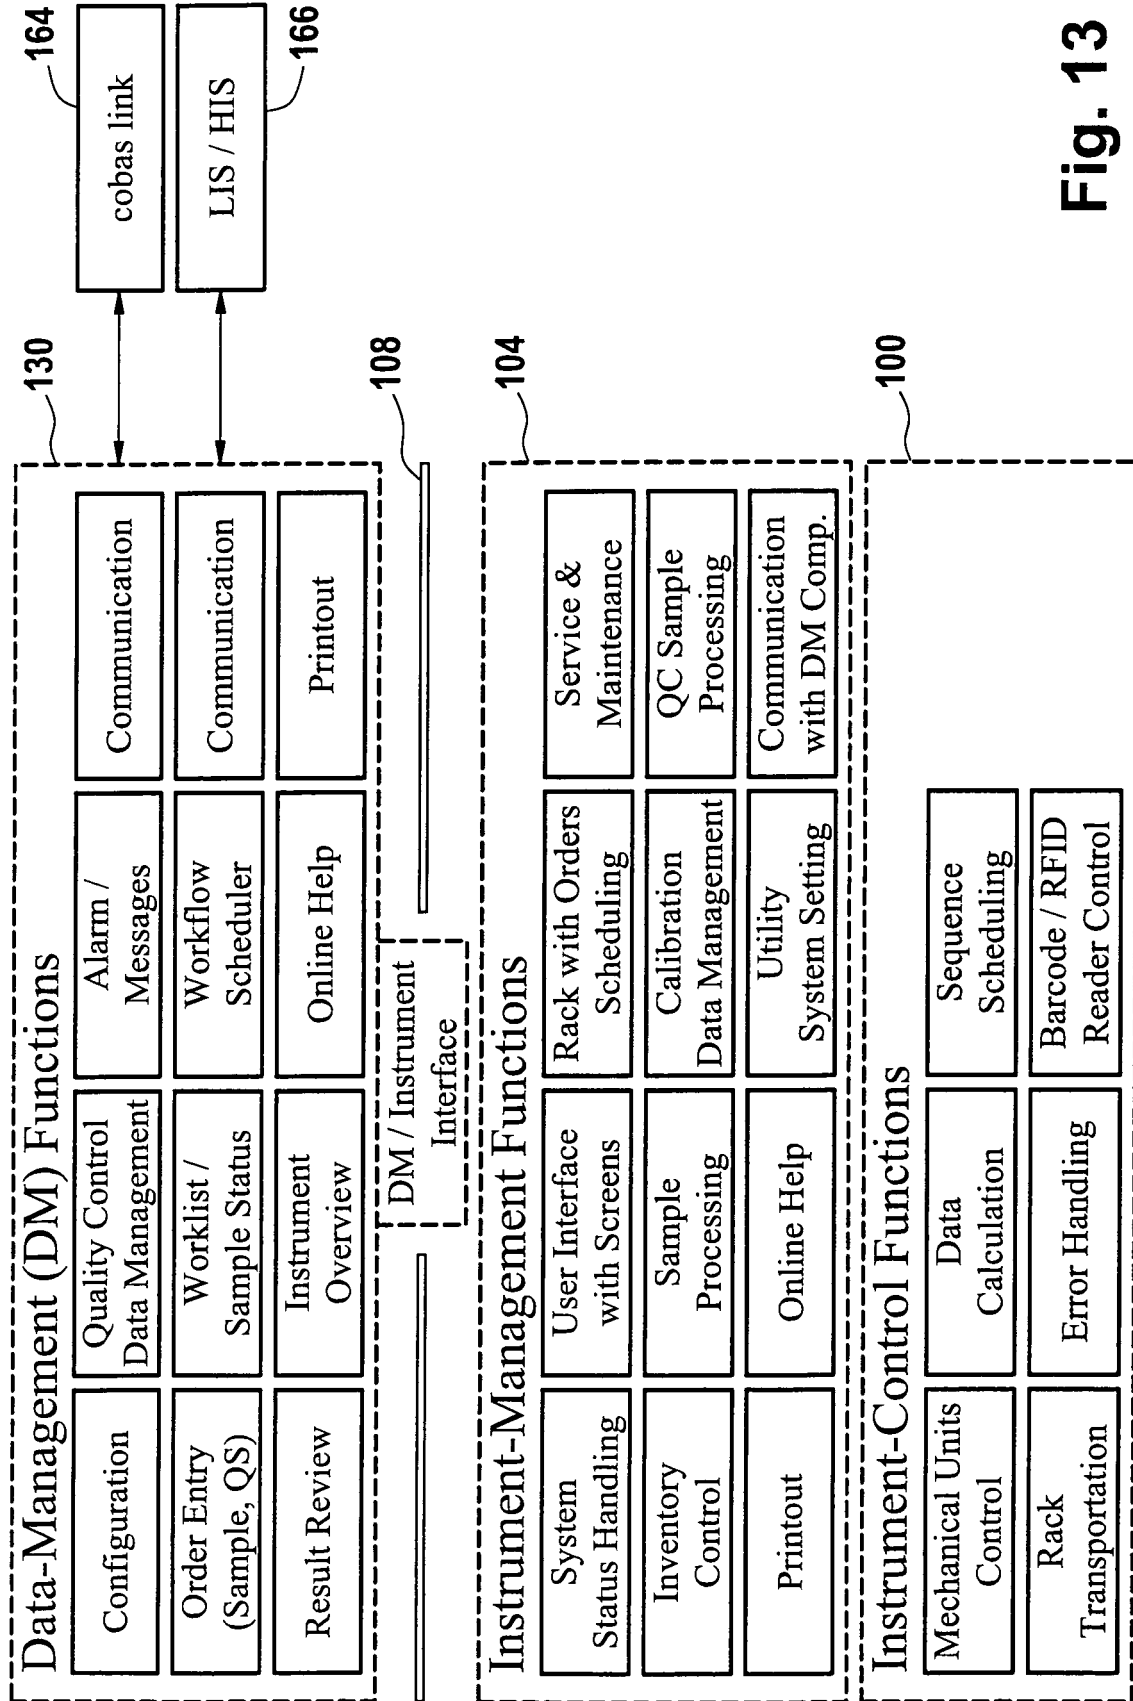 Data-Management (DM) Functions
130
Configuration
Quality Control
Data Management
Alarm /
Messages
Communication
cobas link
164
Order Entry
(Sample, QS)
Worklist /
Sample Status
Workflow
Scheduler
Communication
LIS / HIS
166
Result Review
Instrument
Overview
Online Help
Printout
DM / Instrument
Interface
108
Instrument-Management Functions
104
System
Status Handling
User Interface
with Screens
Rack with Orders
Scheduling
Service &
Maintenance
Inventory
Control
Sample
Processing
Calibration
Data Management
QC Sample
Processing
Printout
Online Help
Utility
System Setting
Communication
with DM Comp.
Instrument-Control Functions
100
Mechanical Units
Control
Data
Calculation
Sequence
Scheduling
Rack
Transportation
Error Handling
Barcode / RFID
Reader Control
Fig. 13